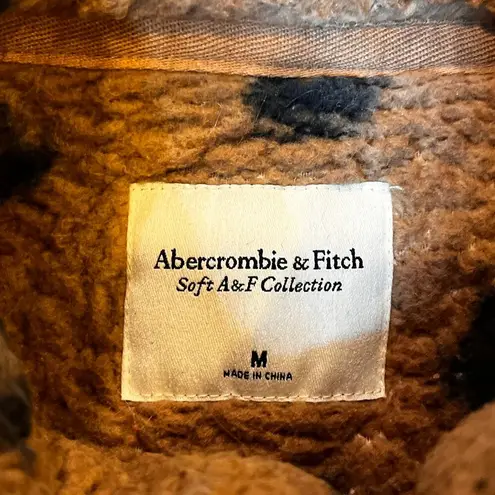 Abercrombie & Fitch
Soft A&F Collection
M
MADE IN CHINA